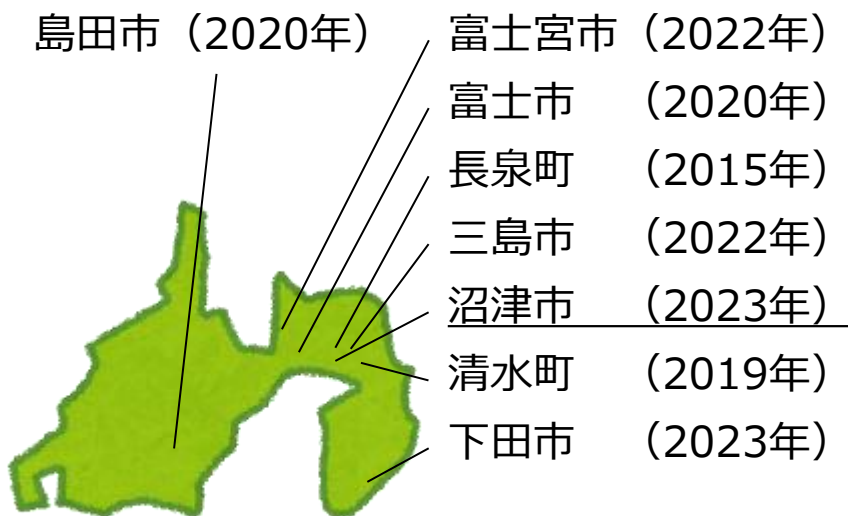 島田市（2020年）
富士宮市（2022年）
富士市　（2020年）
長泉町　（2015年）
三島市　（2022年）
沼津市　（2023年）
清水町　（2019年）
下田市　（2023年）